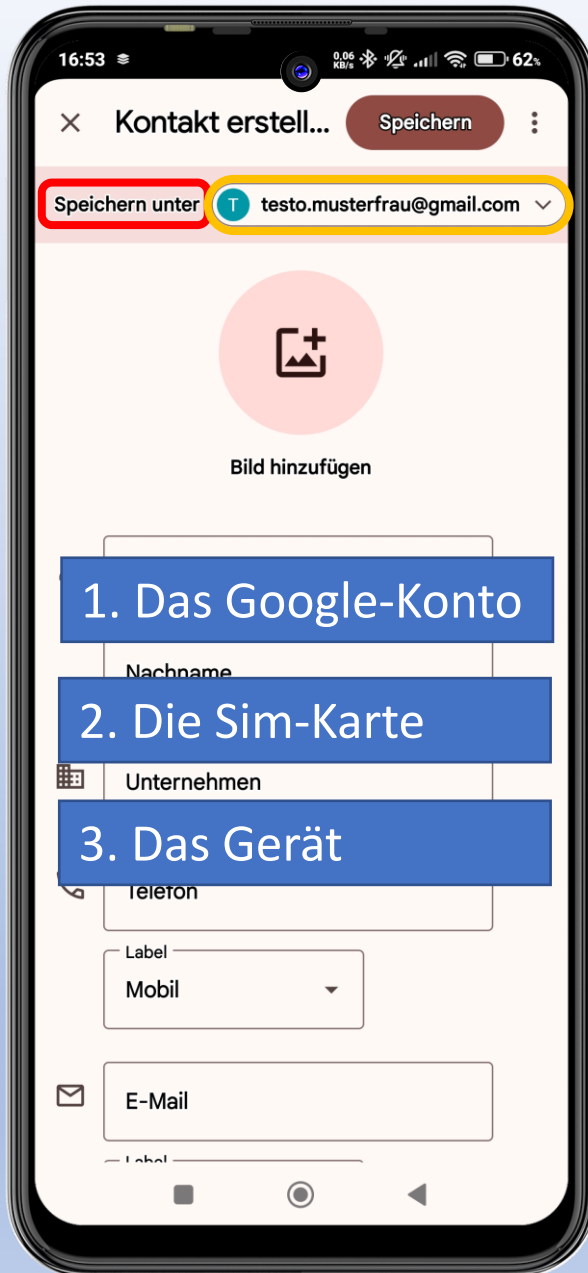 16:53
0,06 KB/s 62%
Kontakt erstell... Speichern
Speichern unter T testo.musterfrau@gmail.com
Bild hinzufügen
1. Das Google-Konto
Nachname
2. Die Sim-Karte
Unternehmen
3. Das Gerät
Telefon
Label
Mobil
E-Mail
Label